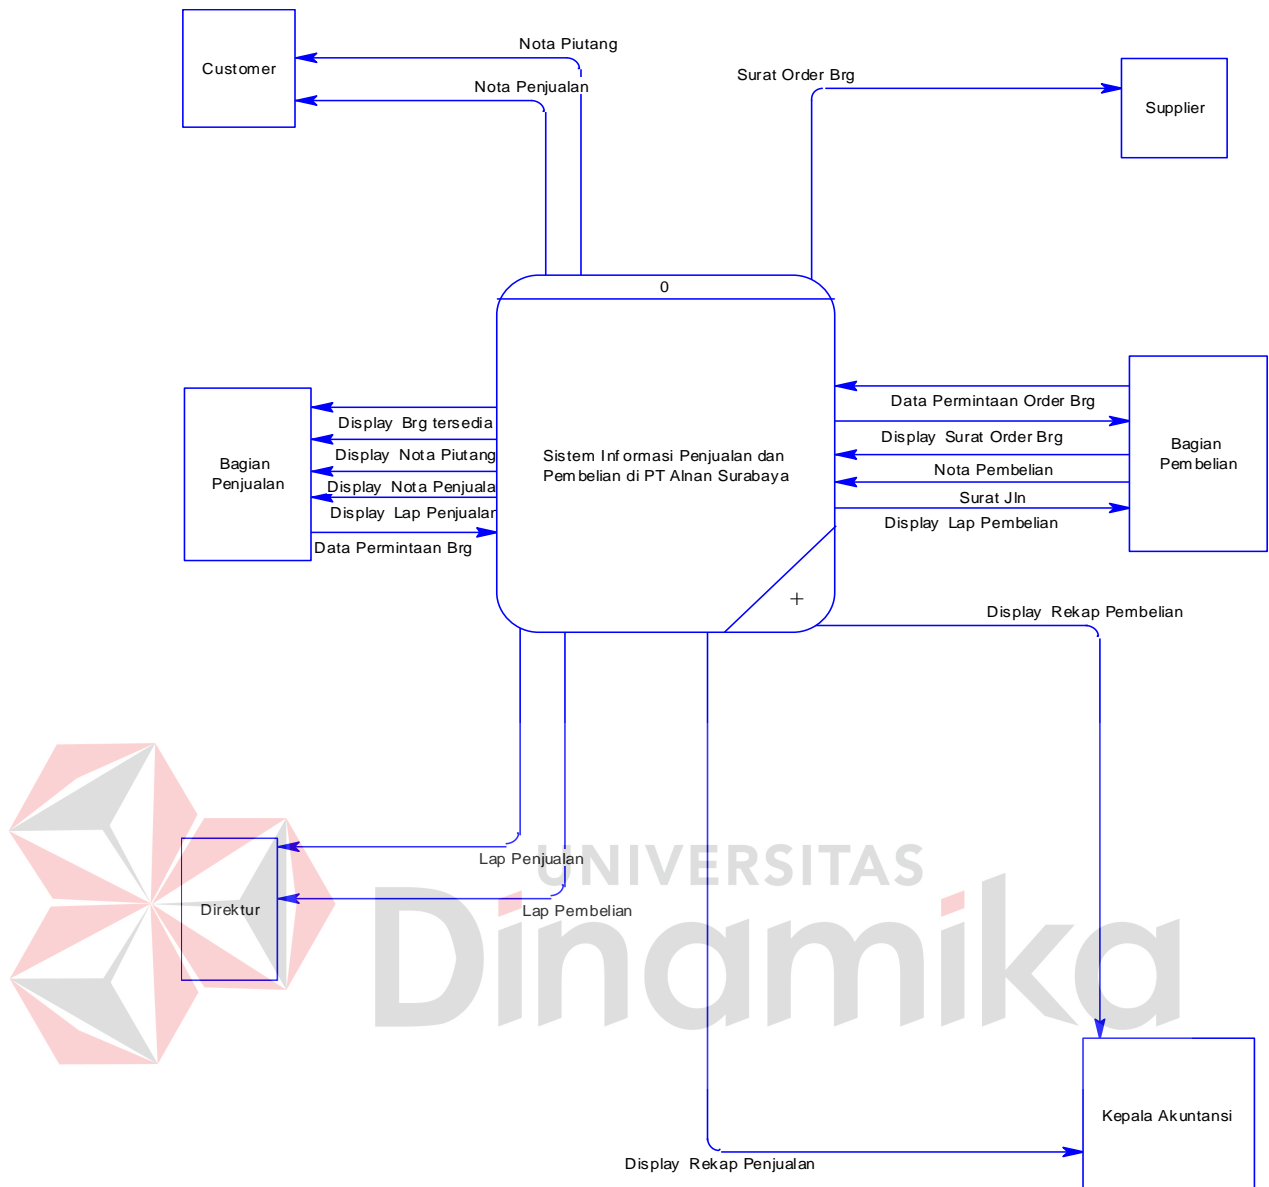 Nota Piutang
Customer
Surat Order Brg
Nota Penjualan
Supplier
0
Data Permintaan Order Brg
Display Brg tersedia
Display Surat Order Brg
Bagian
Penjualan
Sistem Informasi Penjualan dan
Pembelian di PT Alnan Surabaya
Bagian
Pembelian
Display Nota Piutang
Nota Pembelian
Display Nota Penjuala
Surat Jln
Display Lap Penjualan
Display Lap Pembelian
Data Permintaan Brg
+
Display Rekap Pembelian
Lap Penjualan
UNIVERSITAS
Dinamika
Direktur
Lap Pembelian
Kepala Akuntansi
Display Rekap Penjualan